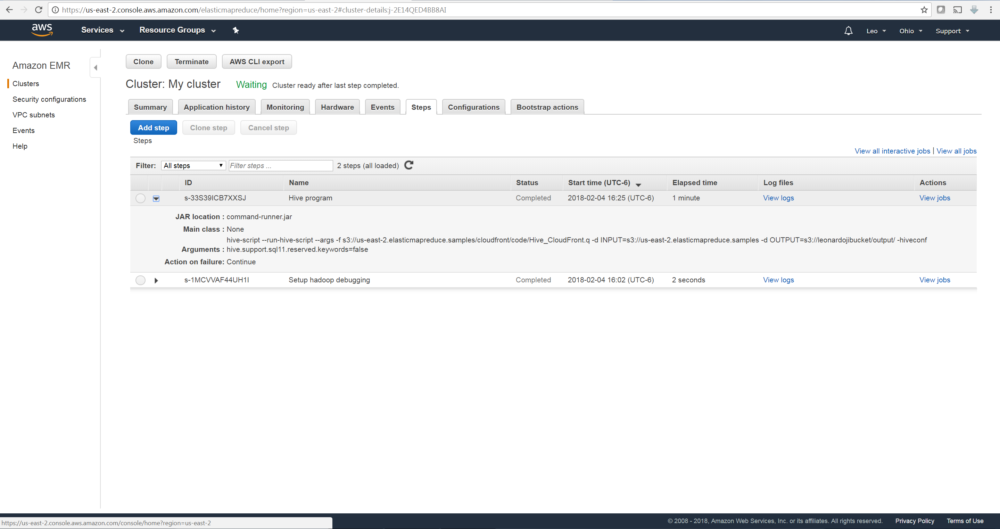 https://us-east-2.console.aws.amazon.com/elasticmapreduce/home?region=us-east-2#cluster-details:j-2E14QED4BB8AI
aws Services Resource Groups Leo Ohio Support
Amazon EMR
Clusters
Security configurations
VPC subnets
Events
Help
Clone Terminate AWS CLI export
Cluster: My cluster Waiting Cluster ready after last step completed.
Summary Application history Monitoring Hardware Events Steps Configurations Bootstrap actions
Add step Clone step Cancel step
Steps
View all interactive jobs | View all jobs
Filter: All steps Filter steps ... 2 steps (all loaded)
ID Name Status Start time (UTC-6) Elapsed time Log files Actions
s-33S39ICB7XXSJ Hive program Completed 2018-02-04 16:25 (UTC-6) 1 minute View logs View jobs
JAR location : command-runner.jar
Main class : None
hive-script --run-hive-script --args -f s3://us-east-2.elasticmapreduce.samples/cloudfront/code/Hive_CloudFront.q -d INPUT=s3://us-east-2.elasticmapreduce.samples -d OUTPUT=s3://leonardojibucket/output/ -hiveconf
Arguments : hive.support.sql11.reserved.keywords=false
Action on failure: Continue
s-1MCVVAF44UH1I Setup hadoop debugging Completed 2018-02-04 16:02 (UTC-6) 2 seconds View logs View jobs
https://us-east-2.console.aws.amazon.com/console/home?region=us-east-2
© 2008 - 2018, Amazon Web Services, Inc. or its affiliates. All rights reserved. Privacy Policy Terms of Use